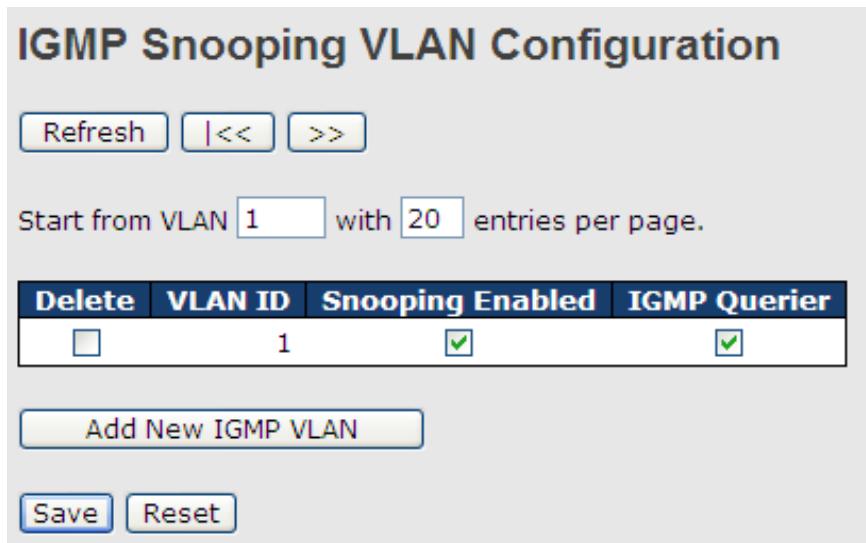 IGMP Snooping VLAN Configuration
Refresh |<< >>
Start from VLAN 1 with 20 entries per page.
Delete VLAN ID Snooping Enabled IGMP Querier
1
Add New IGMP VLAN
Save Reset